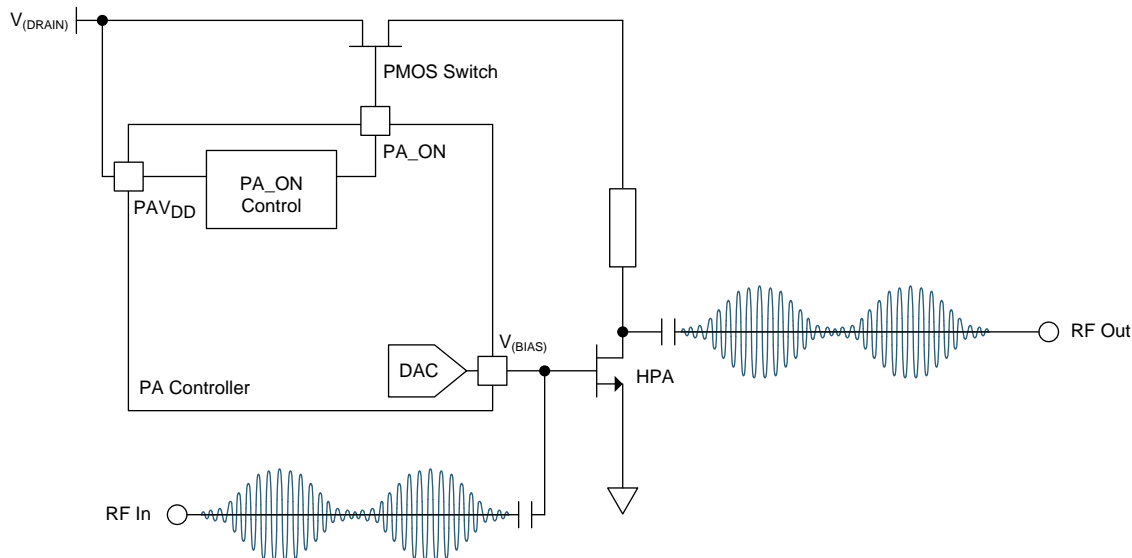 V(DRAIN)
PMOS Switch
PA_ON
PA_ON
Control
PAVDD
V(BIAS)
DAC
PA Controller
HPA
RF Out
RF In